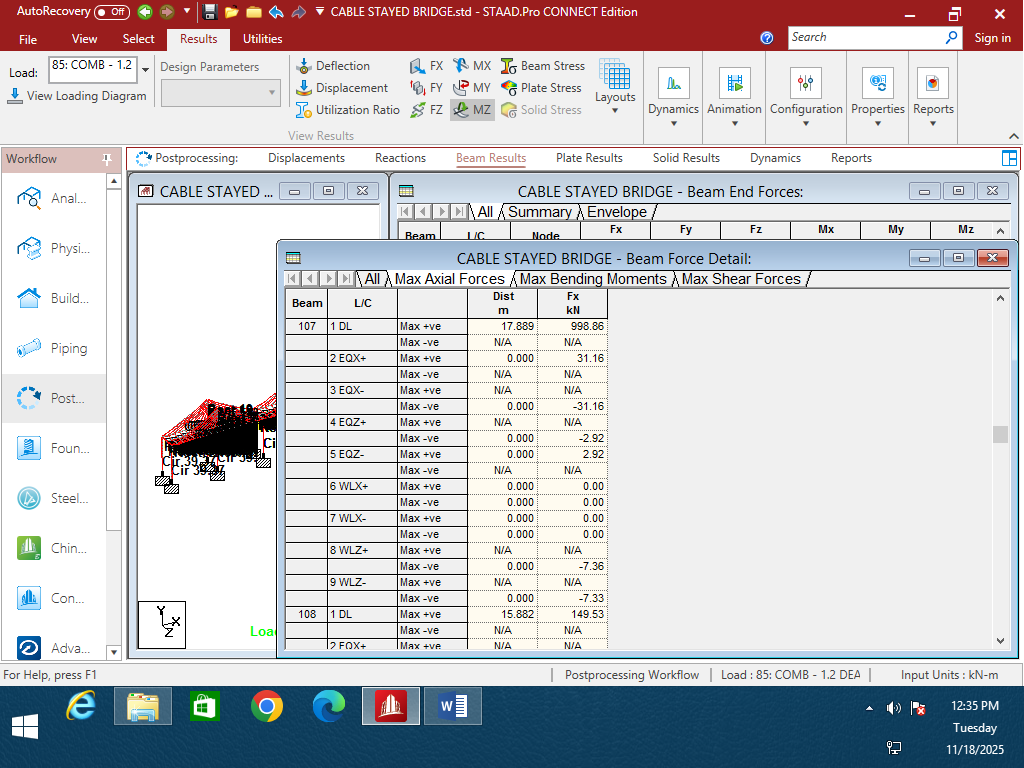 AutoRecovery Off CABLE STAYED BRIDGE.std - STAAD.Pro CONNECT Edition
File View Select Results Utilities Search Sign in
Load: 85: COMB - 1.2
View Loading Diagram
Design Parameters
Deflection FX MX Beam Stress
Displacement FY MY Plate Stress
Utilization Ratio FZ MZ Solid Stress
View Results
Layouts Dynamics Animation Configuration Properties Reports
Workflow
Postprocessing: Displacements Reactions Beam Results Plate Results Solid Results Dynamics Reports
Anal...
Physi...
Build...
Piping
Post...
Foun...
Steel...
Chin...
Con...
Adva...
CABLE STAYED ...
Y
X
Z
CABLE STAYED BRIDGE - Beam End Forces:
All Summary Envelope
Beam L/C Node Fx Fy Fz Mx My Mz
CABLE STAYED BRIDGE - Beam Force Detail:
All Max Axial Forces Max Bending Moments Max Shear Forces
Beam L/C Dist m Fx kN
107 1 DL Max +ve 17.889 998.86
Max -ve N/A N/A
2 EQX+ Max +ve 0.000 31.16
Max -ve N/A N/A
3 EQX- Max +ve N/A N/A
Max -ve 0.000 -31.16
4 EQZ+ Max +ve N/A N/A
Max -ve 0.000 -2.92
5 EQZ- Max +ve 0.000 2.92
Max -ve N/A N/A
6 WLX+ Max +ve 0.000 0.00
Max -ve 0.000 0.00
7 WLX- Max +ve 0.000 0.00
Max -ve 0.000 0.00
8 WLZ+ Max +ve N/A N/A
Max -ve 0.000 -7.36
9 WLZ- Max +ve N/A N/A
Max -ve 0.000 -7.33
108 1 DL Max +ve 15.882 149.53
Max -ve N/A N/A
2 EQX+ Max +ve N/A N/A
For Help, press F1 Postprocessing Workflow Load : 85: COMB - 1.2 DEA Input Units : kN-m
12:35 PM
Tuesday
11/18/2025